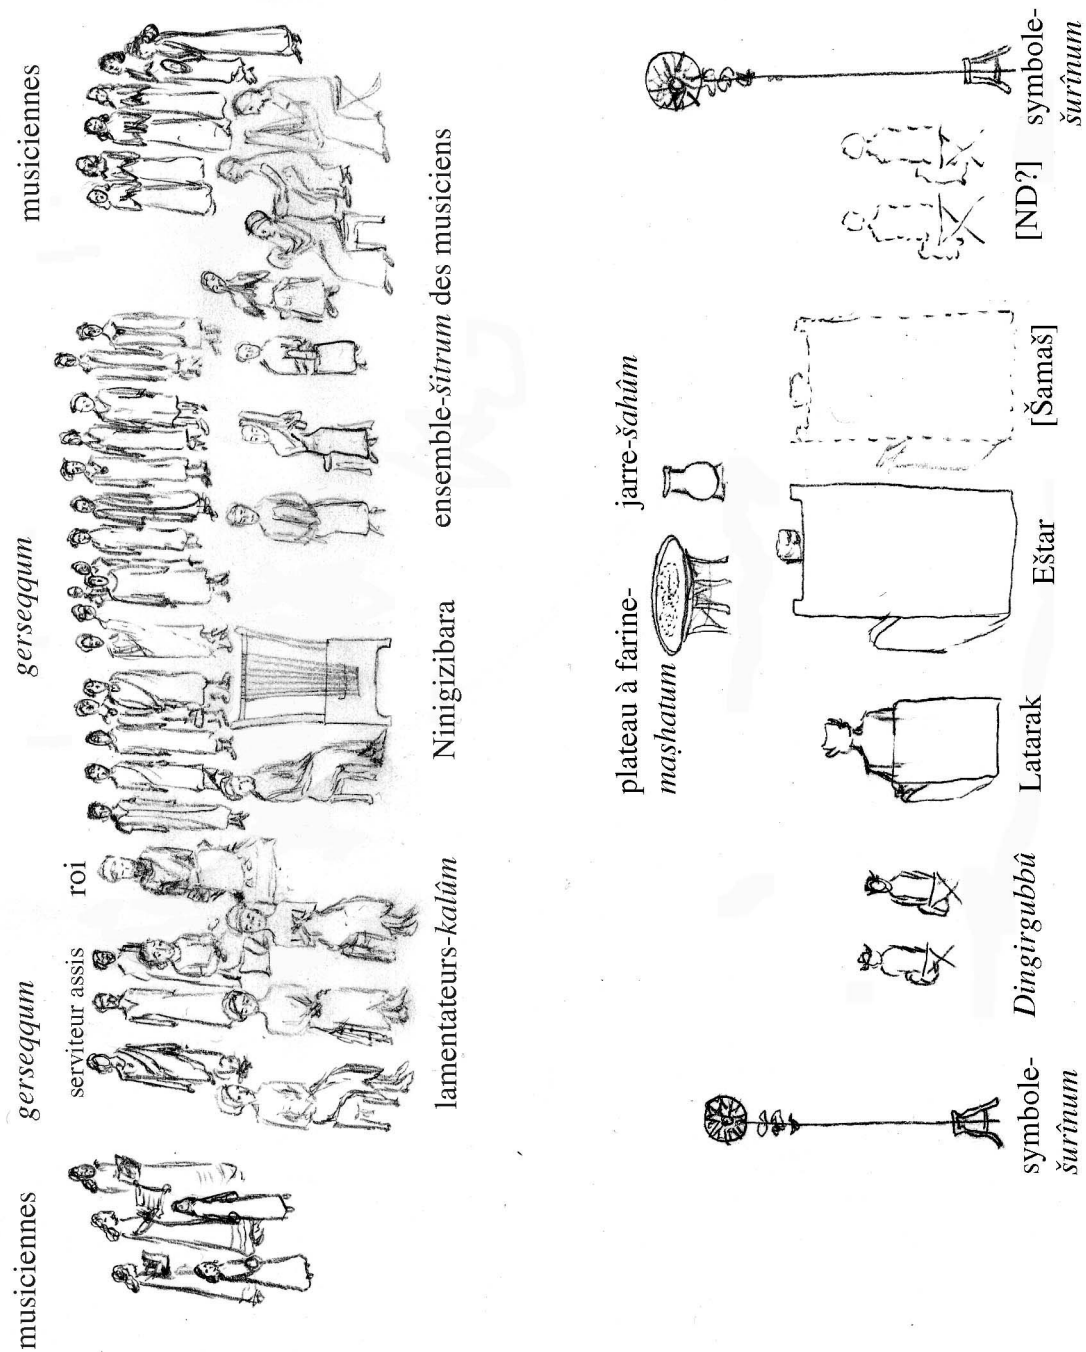 musiciennes gerseqqum gerseqqum musiciennes
serviteur assis roi
lamentateurs-kalûm Ninigizibara ensemble-šitrum des musiciens
plateau à farine- jarre-šahûm
maṣhatum
symbole- Dingirgubbû Latarak Eštar [Šamaš] [ND?] symbole-
šurînum šurînum